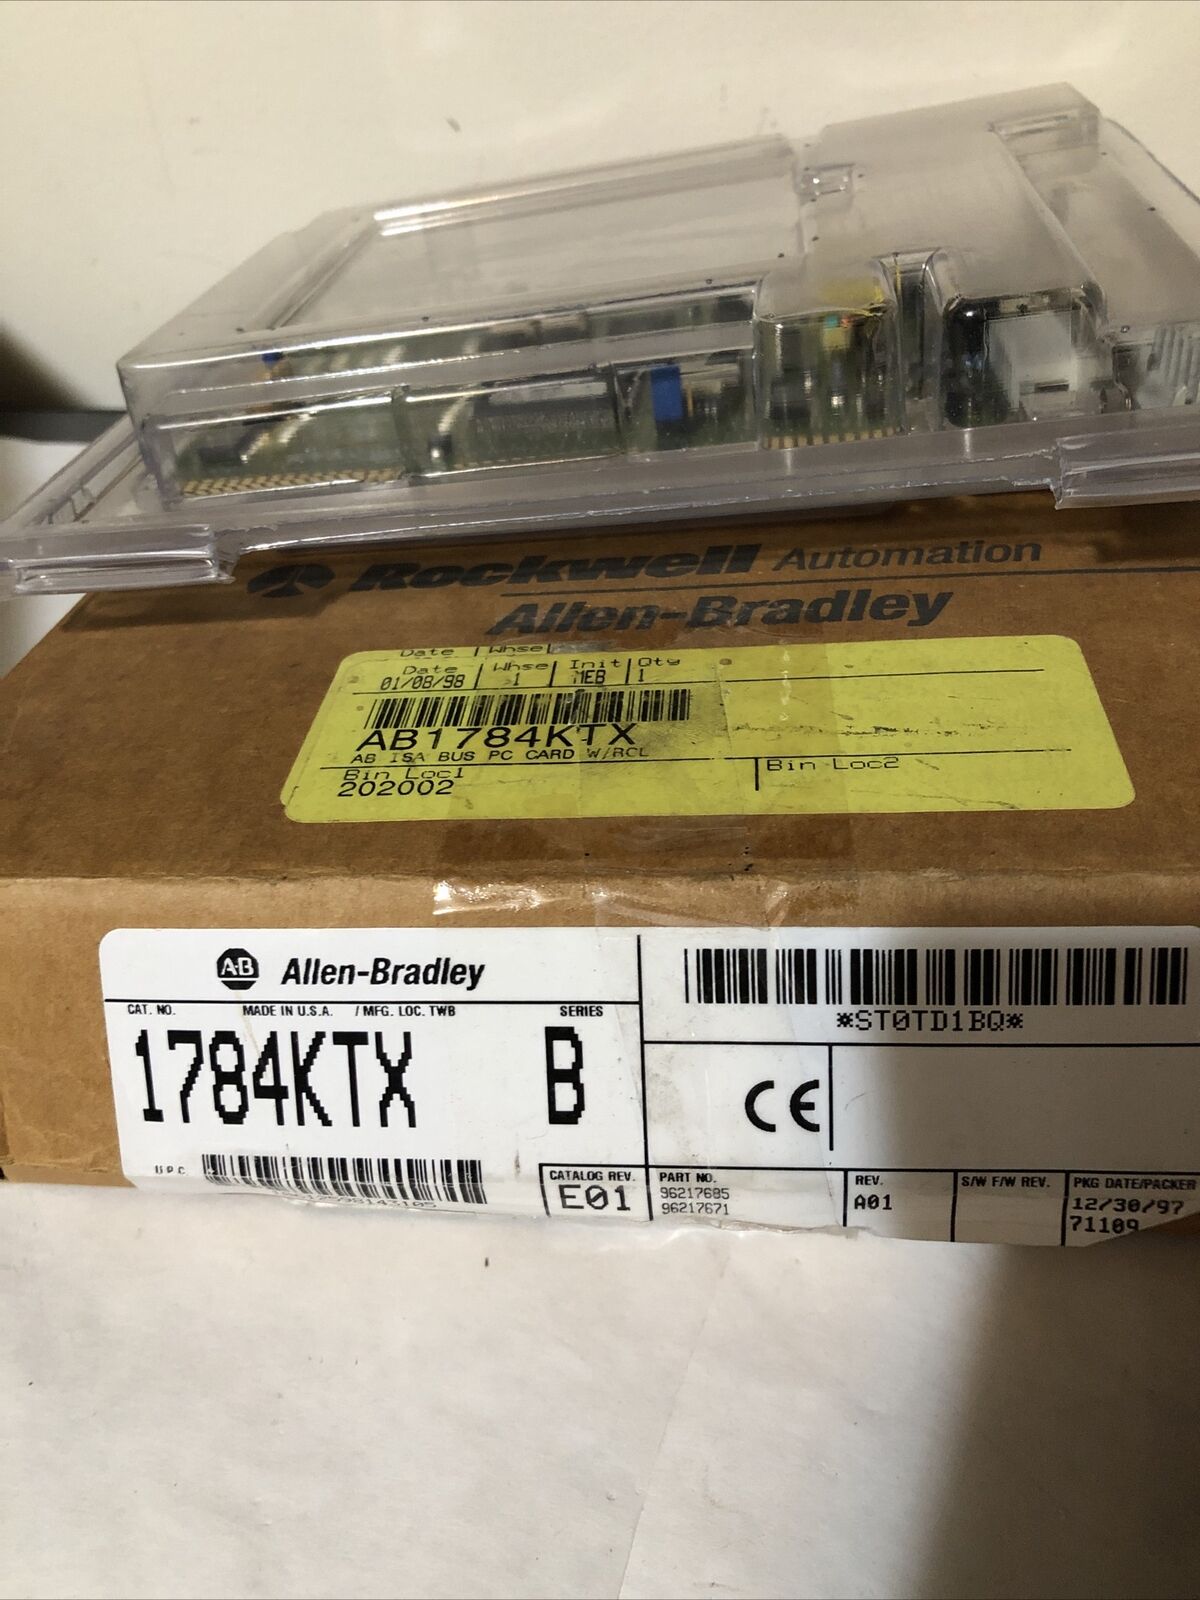 Rockwell Automation
Allen-Bradley
Date Whse
Date Whse Init Qty
01/08/98 1 MEB 1
AB1784KTX
AB ISA BUS PC CARD W/RCL
Bin Loc1 Bin Loc2
202002
A-B Allen-Bradley
CAT. NO. MADE IN U.S.A. / MFG. LOC. TWB SERIES
1784KTX B
*ST0TD1BQ*
CE
U.P.C.
CATALOG REV.
E01
PART NO.
96217685
96217671
REV.
A01
S/W F/W REV.
PKG DATE/PACKER
12/30/97
71109